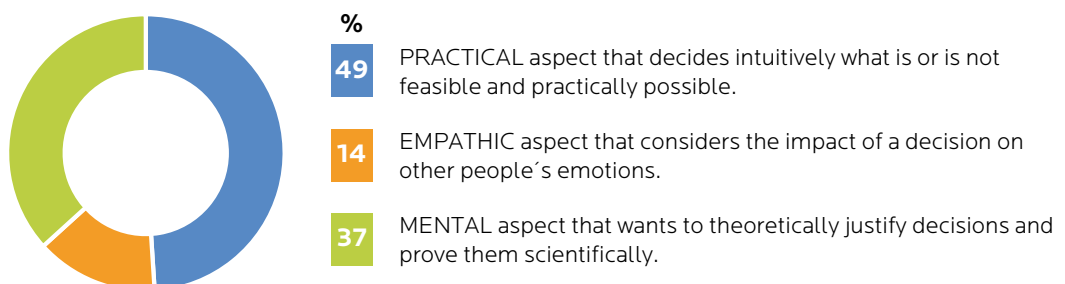 %
49
PRACTICAL aspect that decides intuitively what is or is not
feasible and practically possible.
14
EMPATHIC aspect that considers the impact of a decision on
other people´s emotions.
37
MENTAL aspect that wants to theoretically justify decisions and
prove them scientifically.